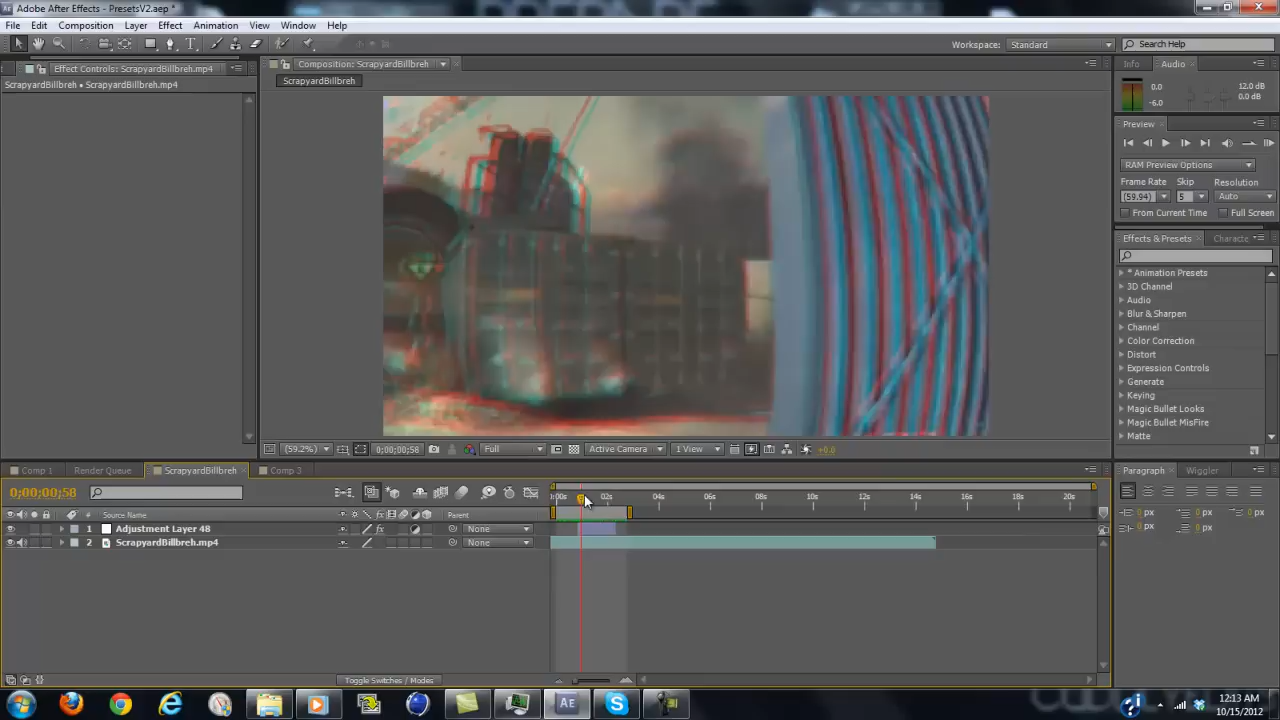 Adobe After Effects - PresetsV2.aep *
File Edit Composition Layer Effect Animation View Window Help
Workspace: Standard Search Help
Effect Controls: ScrapyardBillbreh.mp4
Composition: ScrapyardBillbreh
Info Audio
ScrapyardBillbreh • ScrapyardBillbreh.mp4
ScrapyardBillbreh
0.0 12.0 dB
-6.0 0.0 dB
Preview
RAM Preview Options
Frame Rate Skip Resolution
(59.94) 5 Auto
From Current Time Full Screen
Effects & Presets Characte
* Animation Presets
3D Channel
Audio
Blur & Sharpen
Channel
Color Correction
Distort
Expression Controls
Generate
Keying
Magic Bullet Looks
Magic Bullet MisFire
Matte
(59.2%) 0;00;00;58 Full Active Camera 1 View +0.0
Comp 1 Render Queue ScrapyardBillbreh Comp 3
Paragraph Wiggler
0;00;00;58
02s 04s 06s 08s 10s 12s 14s 16s 18s 20s
0 px 0 px 0 px
0 px 0 px
# Source Name Parent
1 Adjustment Layer 48 None
2 ScrapyardBillbreh.mp4 None
Toggle Switches / Modes
12:13 AM
10/15/2012